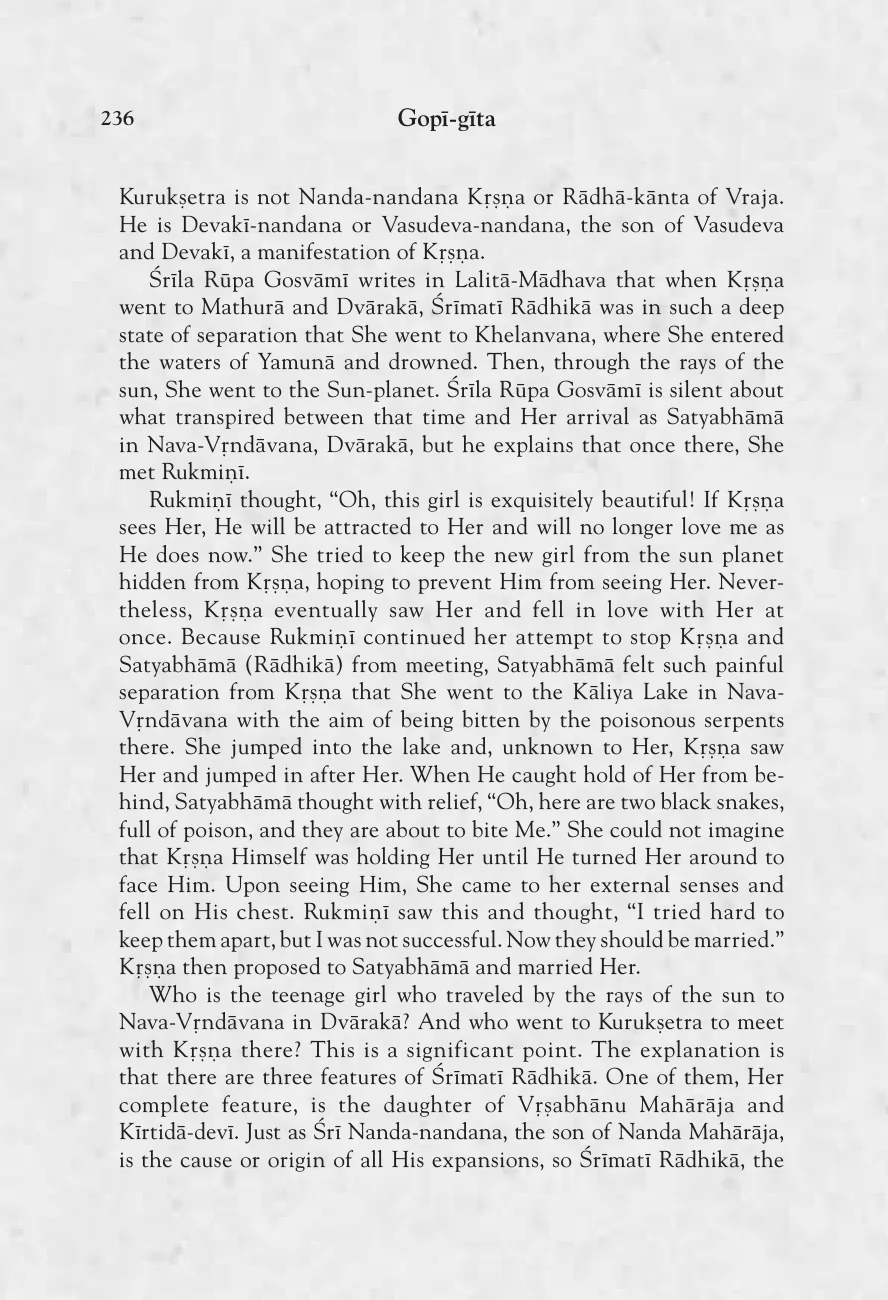 236
Gopī-gīta
Kurukṣetra is not Nanda-nandana Kṛṣṇa or Rādhā-kānta of Vraja.
He is Devakī-nandana or Vasudeva-nandana, the son of Vasudeva
and Devakī, a manifestation of Kṛṣṇa.
Śrīla Rūpa Gosvāmī writes in Lalitā-Mādhava that when Kṛṣṇa
went to Mathurā and Dvārakā, Śrīmatī Rādhikā was in such a deep
state of separation that She went to Khelanvana, where She entered
the waters of Yamunā and drowned. Then, through the rays of the
sun, She went to the Sun-planet. Śrīla Rūpa Gosvāmī is silent about
what transpired between that time and Her arrival as Satyabhāmā
in Nava-Vṛndāvana, Dvārakā, but he explains that once there, She
met Rukmiṇī.
Rukmiṇī thought, “Oh, this girl is exquisitely beautiful! If Kṛṣṇa
sees Her, He will be attracted to Her and will no longer love me as
He does now.” She tried to keep the new girl from the sun planet
hidden from Kṛṣṇa, hoping to prevent Him from seeing Her. Never-
theless, Kṛṣṇa eventually saw Her and fell in love with Her at
once. Because Rukmiṇī continued her attempt to stop Kṛṣṇa and
Satyabhāmā (Rādhikā) from meeting, Satyabhāmā felt such painful
separation from Kṛṣṇa that She went to the Kāliya Lake in Nava-
Vṛndāvana with the aim of being bitten by the poisonous serpents
there. She jumped into the lake and, unknown to Her, Kṛṣṇa saw
Her and jumped in after Her. When He caught hold of Her from be-
hind, Satyabhāmā thought with relief, “Oh, here are two black snakes,
full of poison, and they are about to bite Me.” She could not imagine
that Kṛṣṇa Himself was holding Her until He turned Her around to
face Him. Upon seeing Him, She came to her external senses and
fell on His chest. Rukmiṇī saw this and thought, “I tried hard to
keep them apart, but I was not successful. Now they should be married.”
Kṛṣṇa then proposed to Satyabhāmā and married Her.
Who is the teenage girl who traveled by the rays of the sun to
Nava-Vṛndāvana in Dvārakā? And who went to Kurukṣetra to meet
with Kṛṣṇa there? This is a significant point. The explanation is
that there are three features of Śrīmatī Rādhikā. One of them, Her
complete feature, is the daughter of Vṛṣabhānu Mahārāja and
Kīrtidā-devī. Just as Śrī Nanda-nandana, the son of Nanda Mahārāja,
is the cause or origin of all His expansions, so Śrīmatī Rādhikā, the